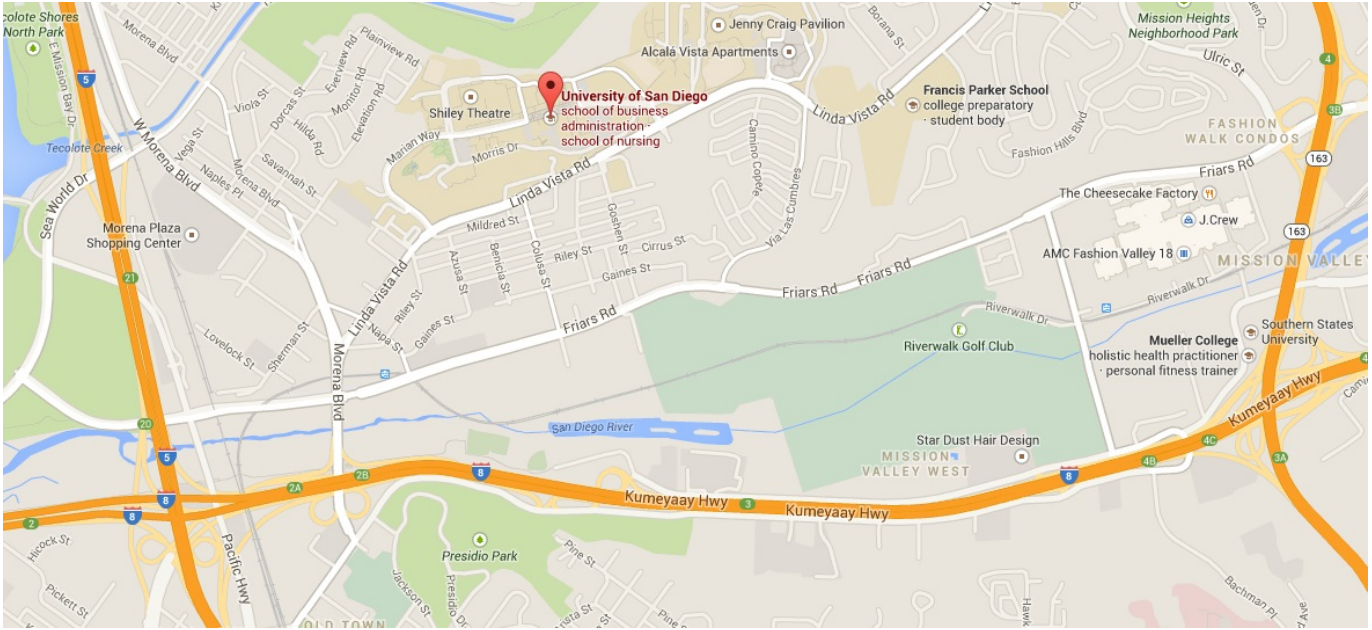 Tecolote Shores
North Park
E Mission Bay Dr
Morena Blvd
W Morena Blvd
Plainview Rd
Everview Rd
Monitor Rd
Elevation Rd
Viola St
Dorcas St
Hilda Rd
Savannah St
Vega St
Naples Pl
Morena Blvd
Tecolote Creek
Sea World Dr
5
Shiley Theatre
Marian Way
Morris Dr
University of San Diego
school of business
administration
school of nursing
Jenny Craig Pavilion
Alcalá Vista Apartments
Borana St
Linda Vista Rd
Francis Parker School
college preparatory
· student body
Mission Heights
Neighborhood Park
Ulric St
4
3B
163
FASHION
WALK CONDOS
Fashion Hills Blvd
Friars Rd
The Cheesecake Factory
J.Crew
AMC Fashion Valley 18
163
MISSION VALLEY
Camino Copete
Via Las Cumbres
Linda Vista Rd
Mildred St
Goshen St
Cirrus St
Riley St
Gaines St
Azusa St
Benicia St
Colusa St
Morena Plaza
Shopping Center
21
Linda Vista Rd
Riley St
Gaines St
Napa St
Lovelock St
Sherman St
Morena Blvd
Friars Rd
Friars Rd
Friars Rd
Riverwalk Dr
Riverwalk Dr
Riverwalk Golf Club
Mueller College
holistic health practitioner
· personal fitness trainer
Southern States
University
20
5
San Diego River
Star Dust Hair Design
MISSION
VALLEY WEST
Kumeyaay Hwy
4C
4B
3A
8
8
8
8
2
2A
2B
Kumeyaay Hwy
3
Kumeyaay Hwy
Presidio Park
Pacific Hwy
Hicock St
Pickett St
Jackson St
Presidio
Pine St
Pine
OLD TOWN
Hawk
Bachman Pl